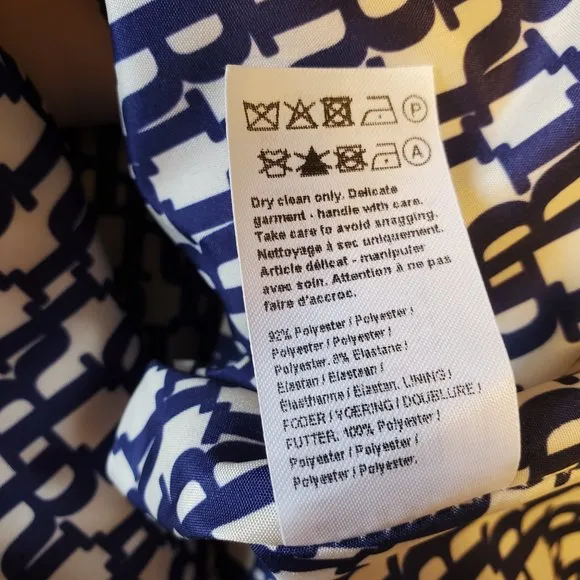 P
A
Dry clean only. Delicate
garment - handle with care.
Take care to avoid snagging.
Nettoyage à sec uniquement.
Article délicat - manipuler
avec soin. Attention à ne pas
faire d'accroc.
92% Polyester / Polyester /
Polyester / Polyester /
Polyester. 8% Elastane /
Elastan / Elastean /
Élasthanne / Elastan. LINING /
FODER / VOERING / DOUBLURE /
FUTTER. 100% Polyester /
Polyester / Polyester /
Polyester / Polyester.